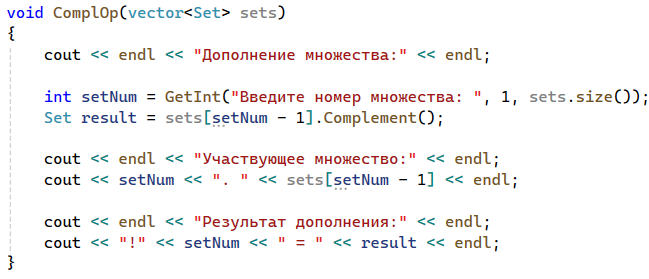 void ComplOp(vector<Set> sets)
{
cout << endl << "Дополнение множества:" << endl;
int setNum = GetInt("Введите номер множества: ", 1, sets.size());
Set result = sets[setNum - 1].Complement();
cout << endl << "Участвующее множество:" << endl;
cout << setNum << ". " << sets[setNum - 1] << endl;
cout << endl << "Результат дополнения:" << endl;
cout << "!" << setNum << " = " << result << endl;
}